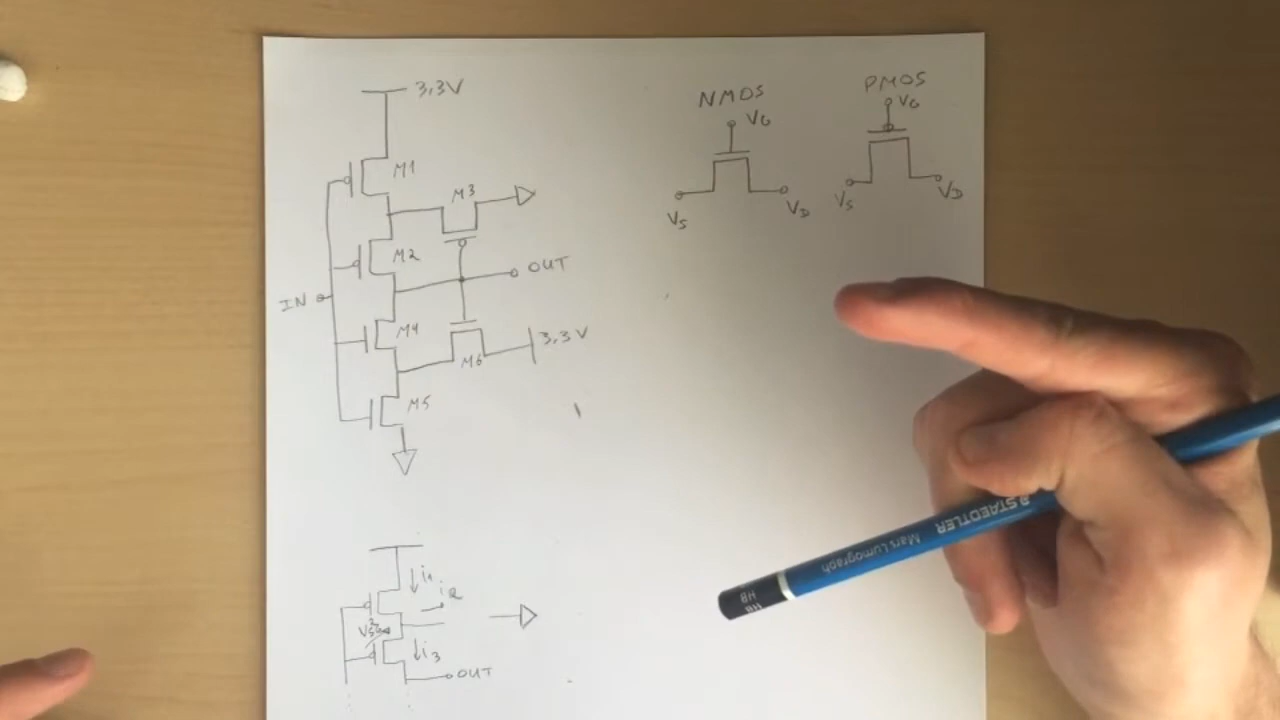 3,3V
M1
M3
M2
OUT
IN
M4
3,3V
M6
M5
NMOS
VG
VS
VD
PMOS
VG
VS
VD
i1
i2
i3
OUT
STAEDTLER
Mars Lumograph
HB